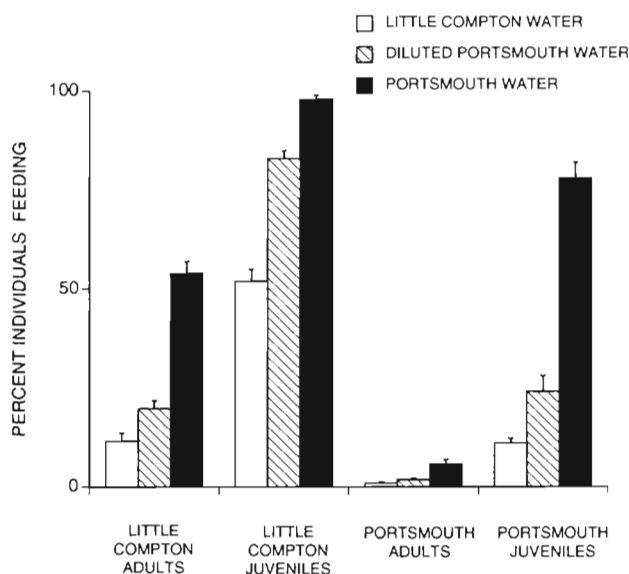 LITTLE COMPTON WATER
DILUTED PORTSMOUTH WATER
PORTSMOUTH WATER
100
50
0
PERCENT INDIVIDUALS FEEDING
LITTLE
COMPTON
ADULTS
LITTLE
COMPTON
JUVENILES
PORTSMOUTH
ADULTS
PORTSMOUTH
JUVENILES